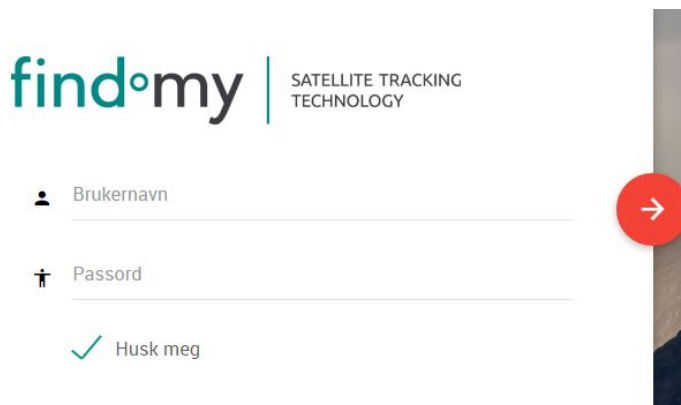 find°my
SATELLITE TRACKING
TECHNOLOGY
Brukernavn
Passord
Husk meg